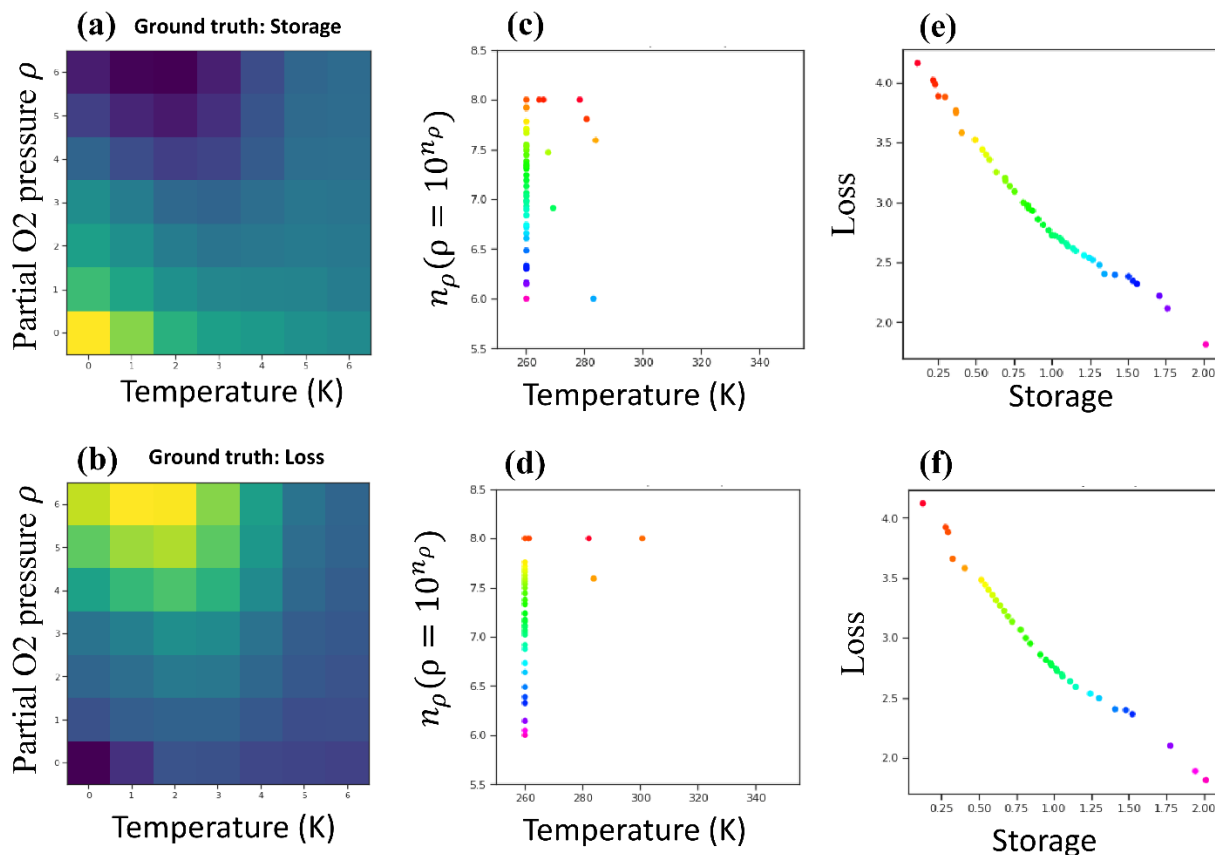 (a) Ground truth: Storage
Partial O2 pressure ρ
6
5
4
3
2
1
0
0 1 2 3 4 5 6
Temperature (K)
(c)
n_ρ(ρ = 10^{n_ρ})
8.5
8.0
7.5
7.0
6.5
6.0
5.5
260 280 300 320 340
Temperature (K)
(e)
Loss
4.0
3.5
3.0
2.5
2.0
0.25 0.50 0.75 1.00 1.25 1.50 1.75 2.00
Storage
(b) Ground truth: Loss
Partial O2 pressure ρ
6
5
4
3
2
1
0
0 1 2 3 4 5 6
Temperature (K)
(d)
n_ρ(ρ = 10^{n_ρ})
8.5
8.0
7.5
7.0
6.5
6.0
5.5
260 280 300 320 340
Temperature (K)
(f)
Loss
4.0
3.5
3.0
2.5
2.0
0.25 0.50 0.75 1.00 1.25 1.50 1.75 2.00
Storage